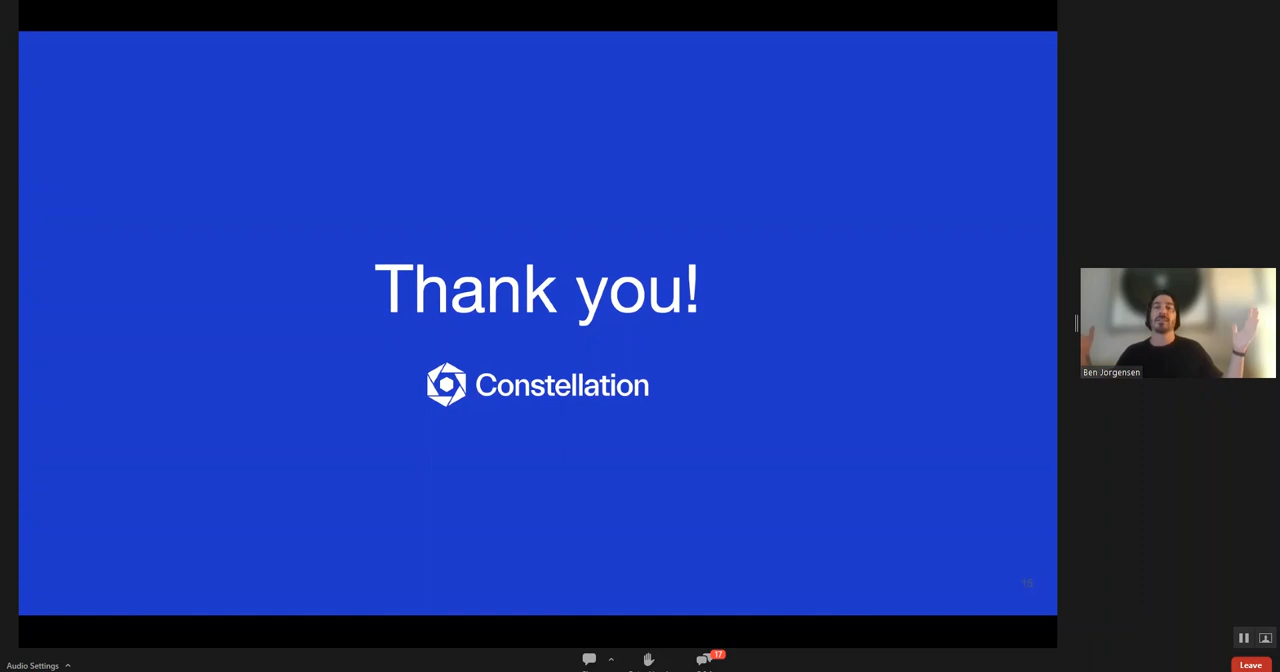 Thank you!
Constellation
Ben Jorgensen
Audio Settings
17
Leave